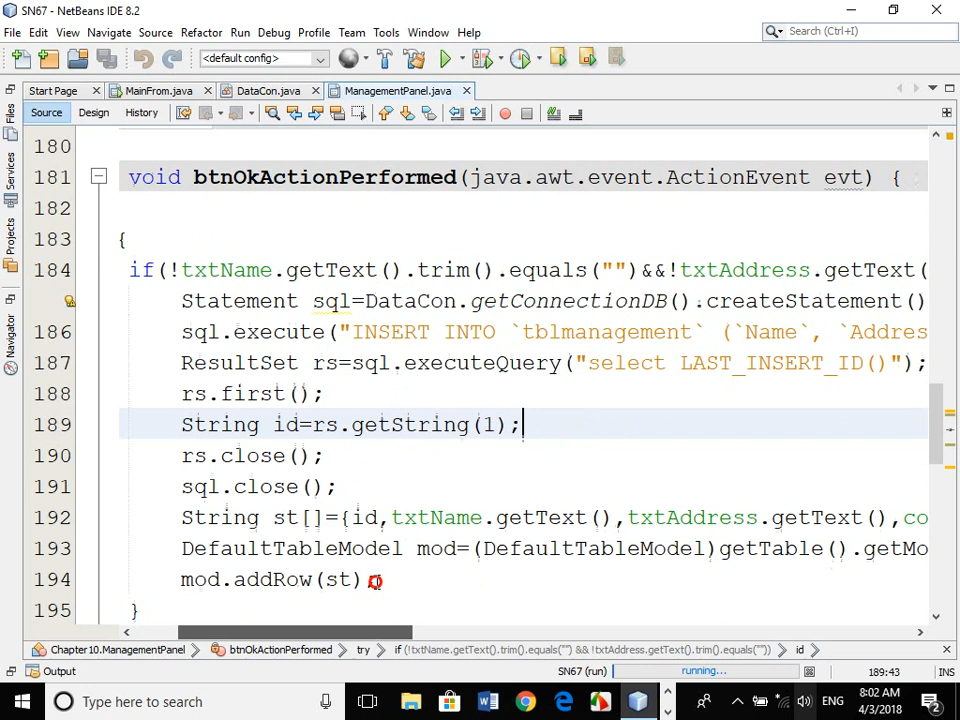 SN67 - NetBeans IDE 8.2
File Edit View Navigate Source Refactor Run Debug Profile Team Tools Window Help
Search (Ctrl+I)
<default config>
Start Page MainFrom.java DataCon.java ManagementPanel.java
Source Design History
Files
Services
Projects
Navigator
180
181 void btnOkActionPerformed(java.awt.event.ActionEvent evt) {
182
183 {
184 if(!txtName.getText().trim().equals("")&&!txtAddress.getText(
Statement sql=DataCon.getConnectionDB().createStatement()
186 sql.execute("INSERT INTO `tblmanagement` (`Name`, `Addres
187 ResultSet rs=sql.executeQuery("select LAST_INSERT_ID()");
188 rs.first();
189 String id=rs.getString(1);
190 rs.close();
191 sql.close();
192 String st[]={id,txtName.getText(),txtAddress.getText(),co
193 DefaultTableModel mod=(DefaultTableModel)getTable().getMo
194 mod.addRow(st)
195 }
Chapter10.ManagementPanel btnOkActionPerformed try if (!txtName.getText().trim().equals("") && !txtAddress.getText().trim().equals("")) id
Output SN67 (run) running... 189:43 INS
Type here to search
ENG
8:02 AM
4/3/2018
2